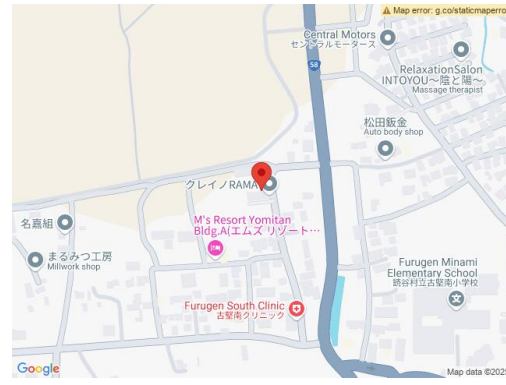 Map error: g.co/staticmaperro
Central Motors
セントラルモータース
58
RelaxationSalon
INTOYOU～陰と陽～
Massage therapist
松田鈑金
Auto body shop
クレイノRAMA
名嘉組
M's Resort Yomitan
Bldg.A(エムズ リゾート…
まるみつ工房
Millwork shop
Furugen Minami
Elementary School
読谷村立古堅南小学校
文
Furugen South Clinic
古堅南クリニック
Google
Map data ©2025